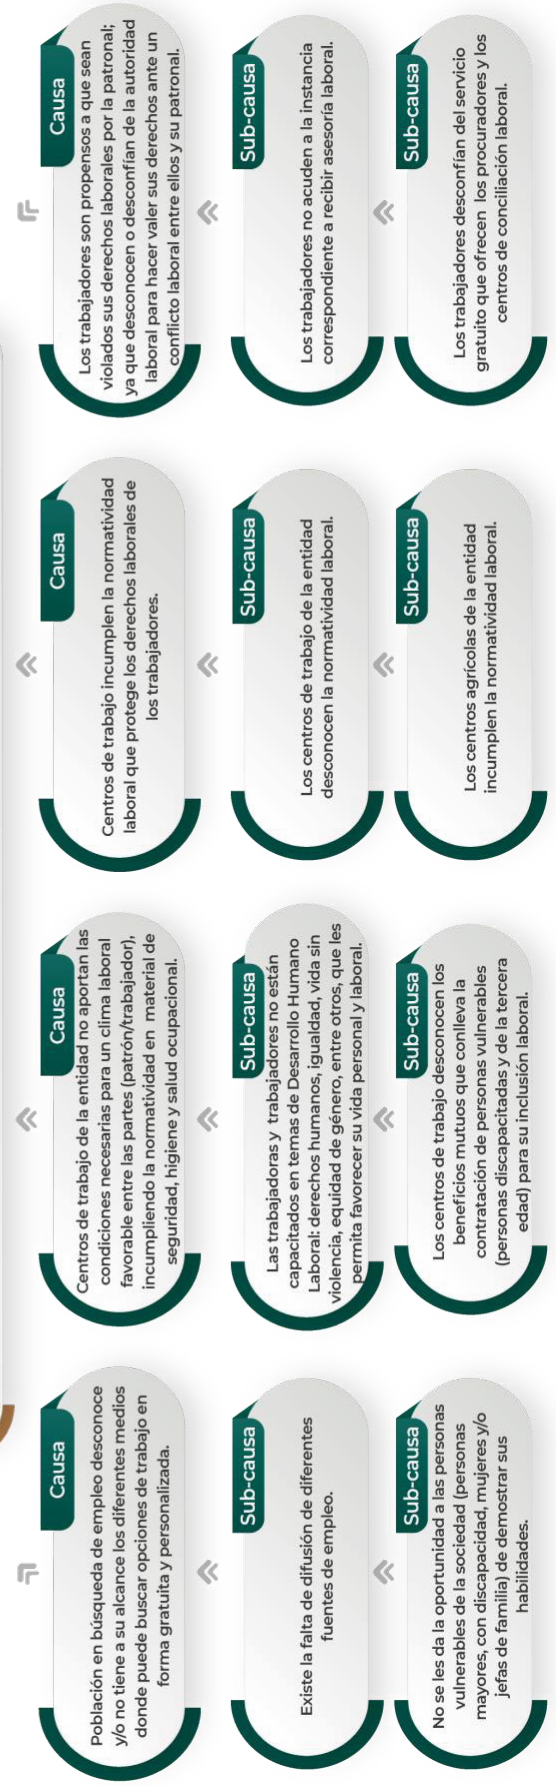 Causa
Población en búsqueda de empleo desconoce
y/o no tiene a su alcance los diferentes medios
donde puede buscar opciones de trabajo en
forma gratuita y personalizada.
Causa
Centros de trabajo de la entidad no aportan las
condiciones necesarias para un clima laboral
favorable entre las partes (patrón/trabajador),
incumpliendo la normatividad en material de
seguridad, higiene y salud ocupacional.
Causa
Centros de trabajo incumplen la normatividad
laboral que protege los derechos laborales de
los trabajadores.
Causa
Los trabajadores son propensos a que sean
violados sus derechos laborales por la patronal;
ya que desconocen o desconfían de la autoridad
laboral para hacer valer sus derechos ante un
conflicto laboral entre ellos y su patronal.
Sub-causa
Existe la falta de difusión de diferentes
fuentes de empleo.
Sub-causa
Las trabajadoras y trabajadores no están
capacitados en temas de Desarrollo Humano
Laboral: derechos humanos, igualdad, vida sin
violencia, equidad de género, entre otros, que les
permita favorecer su vida personal y laboral.
Sub-causa
Los centros de trabajo de la entidad
desconocen la normatividad laboral.
Sub-causa
Los trabajadores no acuden a la instancia
correspondiente a recibir asesoría laboral.
Sub-causa
No se les da la oportunidad a las personas
vulnerables de la sociedad (personas
mayores, con discapacidad, mujeres y/o
jefas de familia) de demostrar sus
habilidades.
Sub-causa
Los centros de trabajo desconocen los
beneficios mutuos que conlleva la
contratación de personas vulnerables
(personas discapacitadas y de la tercera
edad) para su inclusión laboral.
Sub-causa
Los centros agrícolas de la entidad
incumplen la normatividad laboral.
Sub-causa
Los trabajadores desconfían del servicio
gratuito que ofrecen los procuradores y los
centros de conciliación laboral.